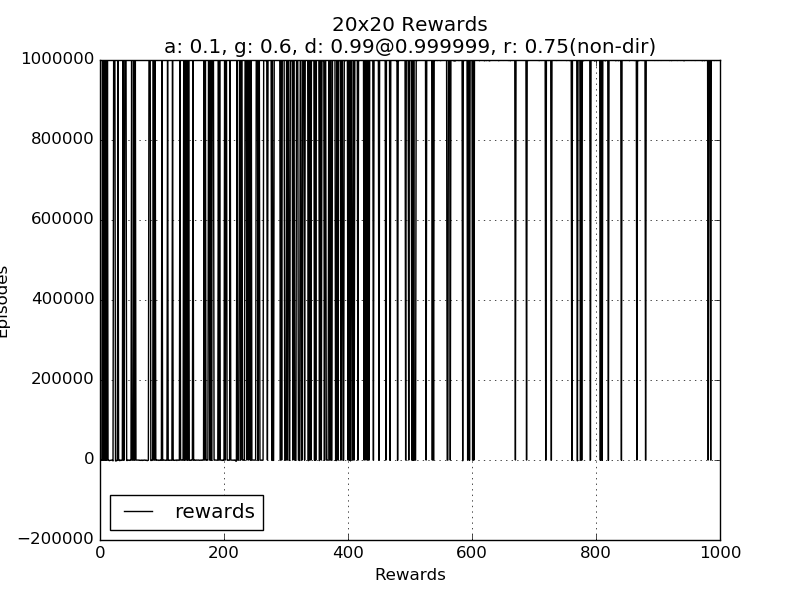 20x20 Rewards
a: 0.1, g: 0.6, d: 0.99@0.999999, r: 0.75(non-dir)
1000000
800000
600000
400000
200000
0
−200000
Episodes
rewards
0 200 400 600 800 1000
Rewards